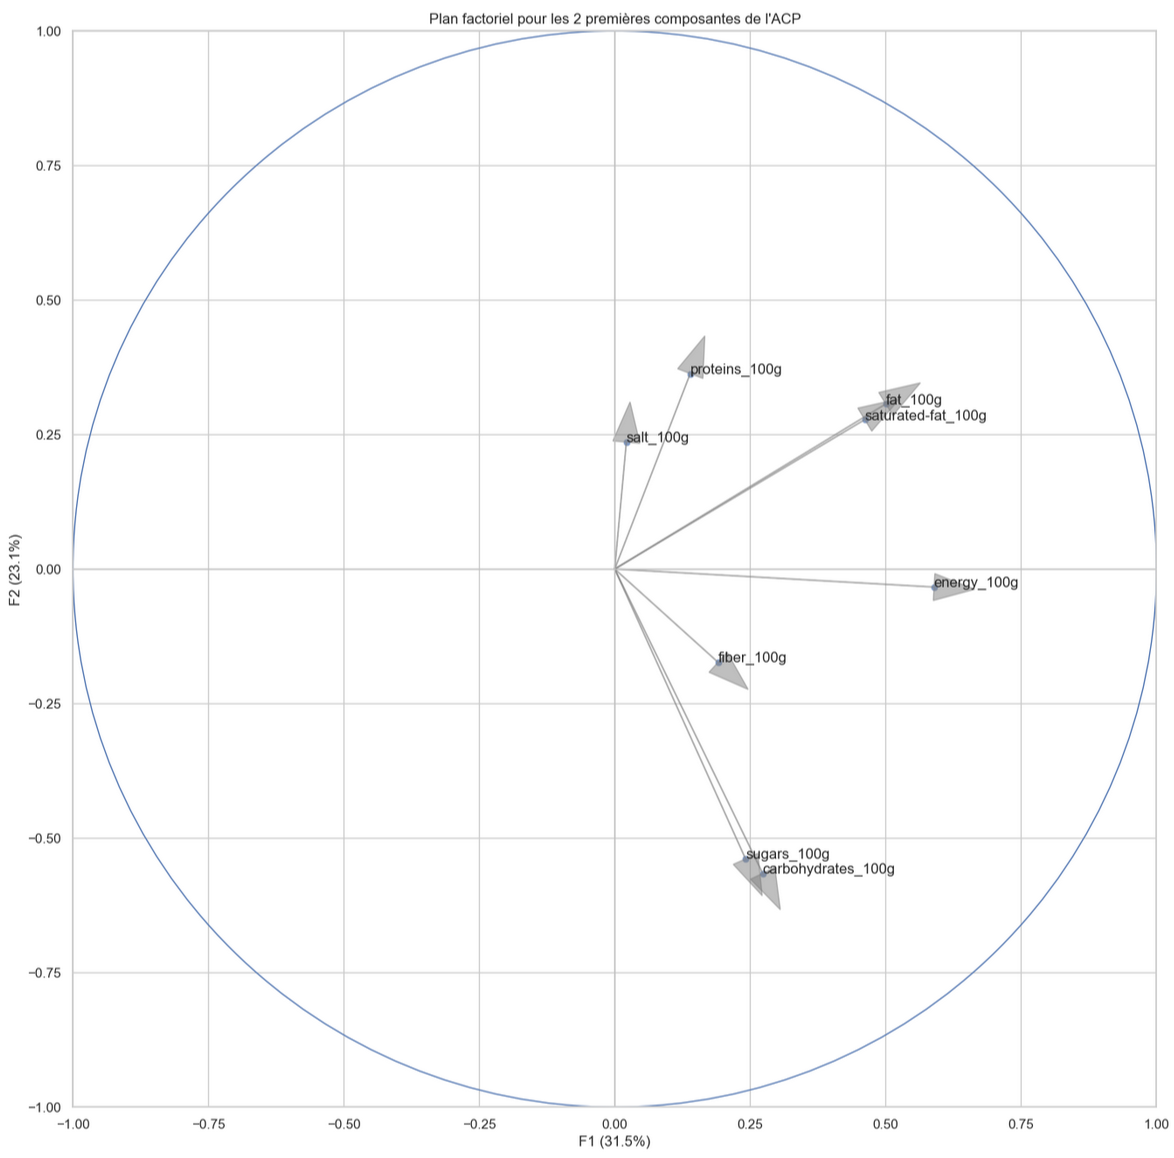 Plan factoriel pour les 2 premières composantes de l'ACP
1.00
0.75
0.50
proteins_100g
fat_100g
saturated-fat_100g
0.25
salt_100g
F2 (23.1%)
0.00
energy_100g
fiber_100g
−0.25
−0.50
sugars_100g
carbohydrates_100g
−0.75
−1.00
−1.00 −0.75 −0.50 −0.25 0.00 0.25 0.50 0.75 1.00
F1 (31.5%)